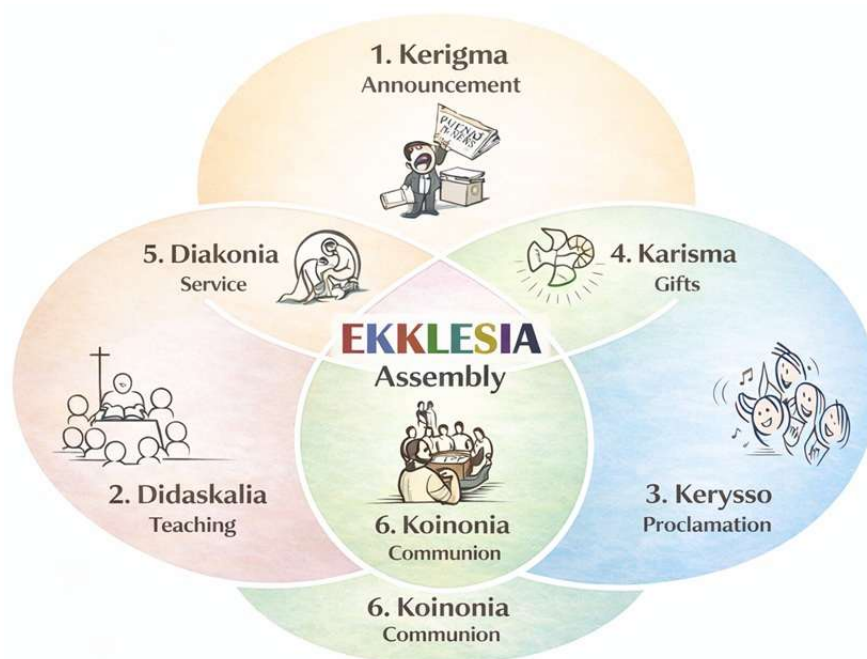 1. Kerigma
Announcement
5. Diakonia
Service
4. Karisma
Gifts
EKKLESIA
Assembly
2. Didaskalia
Teaching
6. Koinonia
Communion
3. Kerysso
Proclamation
6. Koinonia
Communion